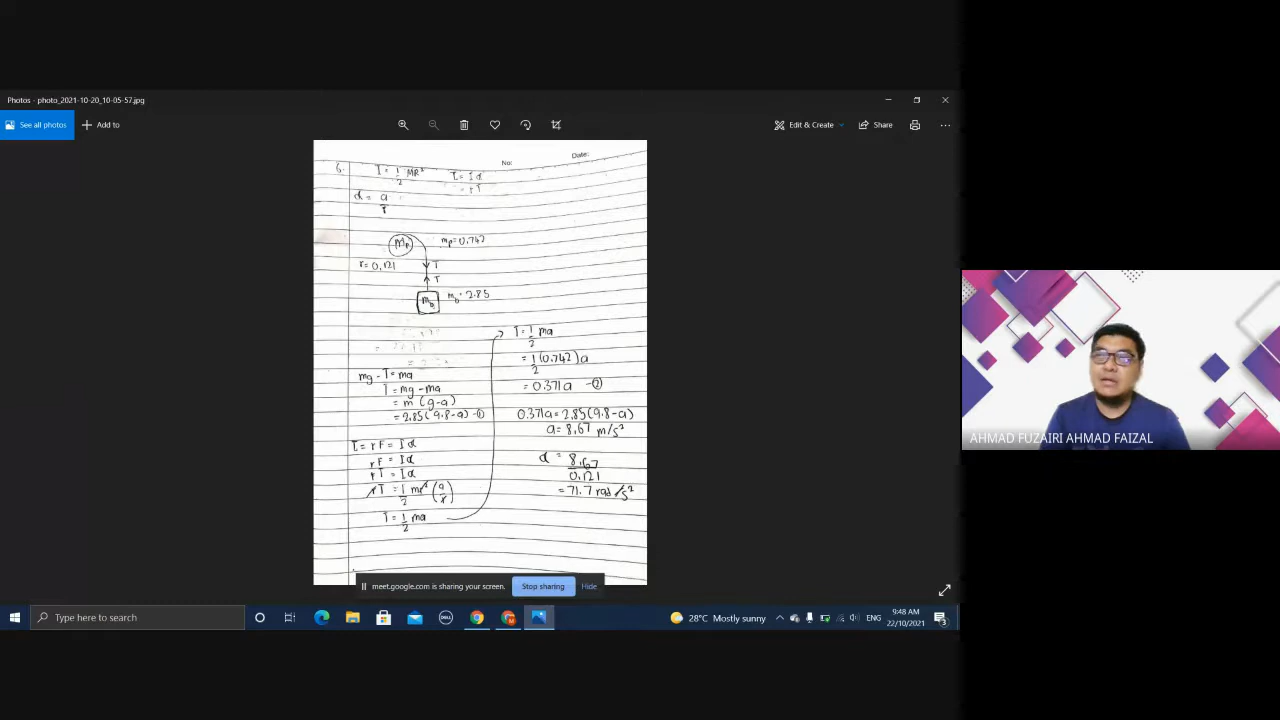 Photos - photo_2021-10-20_10-05-57.jpg
See all photos
Add to
Edit & Create
Share
No:
Date:
6.
I = 1/2 MR²
τ = Iα
= rT
α = a/r
mp
mp = 0.742
r = 0,121
T
T
mb
mb = 2.85
mg - T = ma
T = mg - ma
= m (g-a)
= 2.85 (9.8-a) -①
τ = rF = Iα
rF = Iα
rT = Iα
rT = 1/2 mr² (a/r)
T = 1/2 ma
T = 1/2 ma
= 1/2 (0.742) a
= 0.371a -②
0.371a = 2.85 (9.8-a)
a = 8.67 m/s²
α = 8.67/0.121
= 71.7 rad/s²
meet.google.com is sharing your screen.
Stop sharing
Hide
AHMAD FUZAIRI AHMAD FAIZAL
Type here to search
DELL
28°C Mostly sunny
ENG
9:48 AM
22/10/2021
3